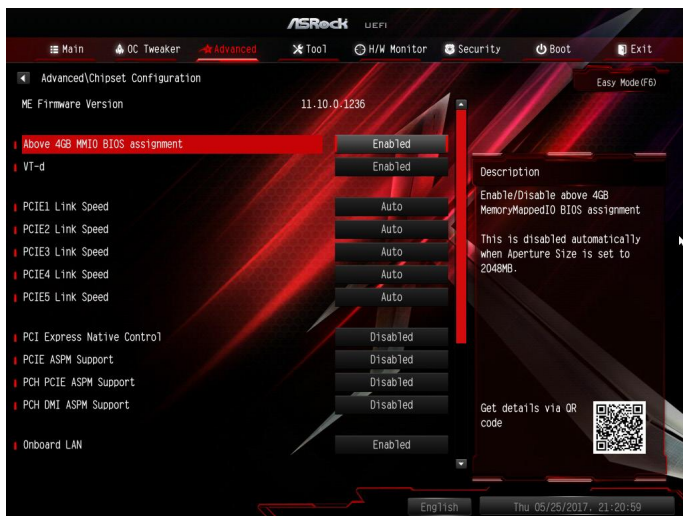 ASRock UEFI
Main OC Tweaker Advanced Tool H/W Monitor Security Boot Exit
Advanced\Chipset Configuration
Easy Mode(F6)
ME Firmware Version 11.10.0.1236
Above 4GB MMIO BIOS assignment Enabled
VT-d Enabled
PCIE1 Link Speed Auto
PCIE2 Link Speed Auto
PCIE3 Link Speed Auto
PCIE4 Link Speed Auto
PCIE5 Link Speed Auto
PCI Express Native Control Disabled
PCIE ASPM Support Disabled
PCH PCIE ASPM Support Disabled
PCH DMI ASPM Support Disabled
Onboard LAN Enabled
Description
Enable/Disable above 4GB
MemoryMappedIO BIOS assignment
This is disabled automatically
when Aperture Size is set to
2048MB.
Get details via QR
code
English Thu 05/25/2017. 21:20:59